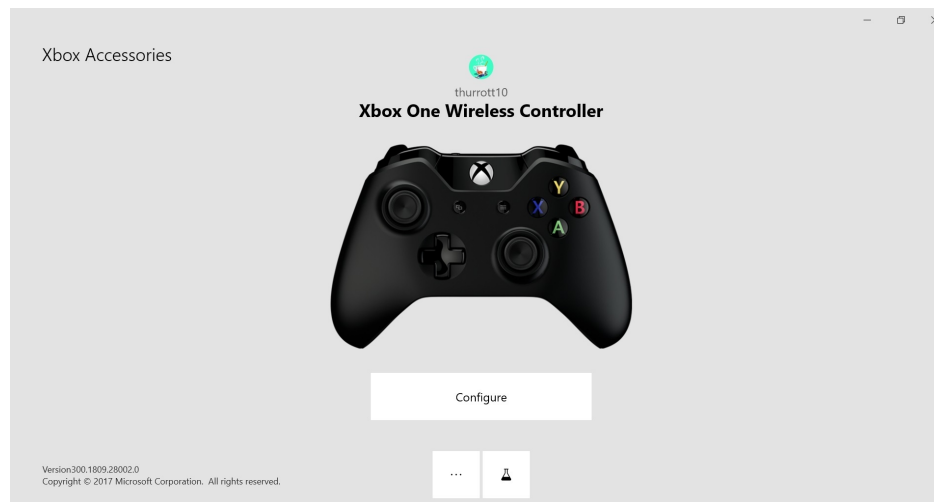 Xbox Accessories
thurrott10
Xbox One Wireless Controller
Y
X
B
A
Configure
Version300.1809.28002.0
Copyright © 2017 Microsoft Corporation. All rights reserved.
...